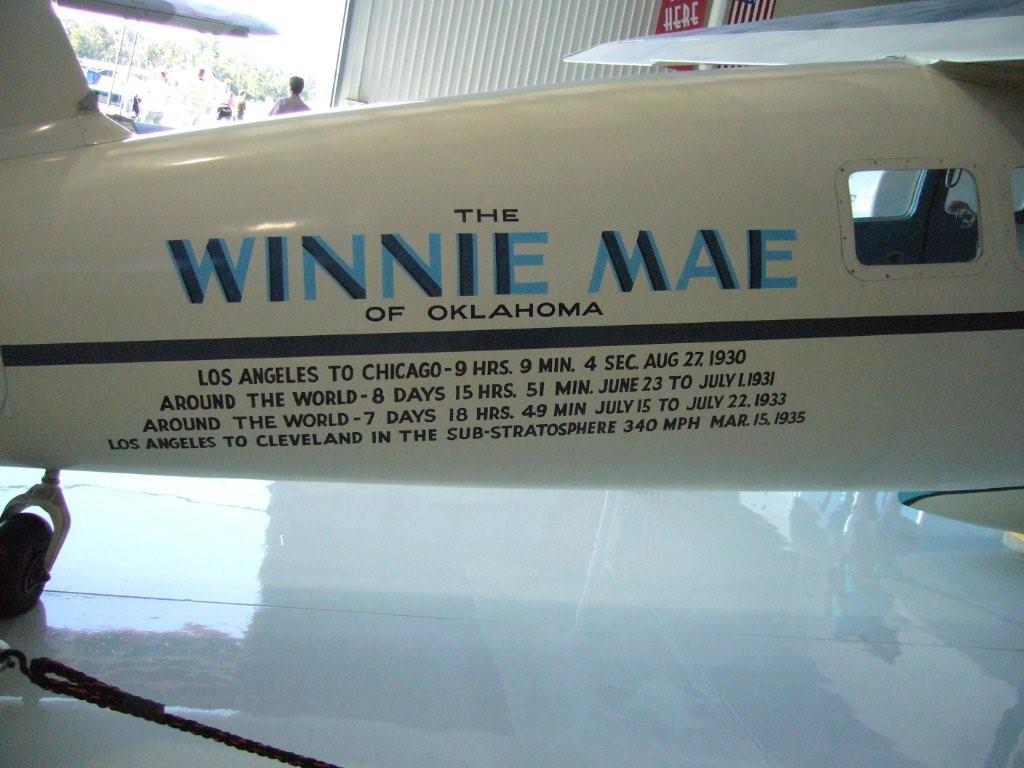 HERE
THE
WINNIE MAE
OF OKLAHOMA
LOS ANGELES TO CHICAGO-9 HRS. 9 MIN. 4 SEC. AUG 27, 1930
AROUND THE WORLD-8 DAYS 15 HRS. 51 MIN. JUNE 23 TO JULY 1, 1931
AROUND THE WORLD-7 DAYS 18 HRS. 49 MIN JULY 15 TO JULY 22, 1933
LOS ANGELES TO CLEVELAND IN THE SUB-STRATOSPHERE 340 MPH MAR. 15, 1935